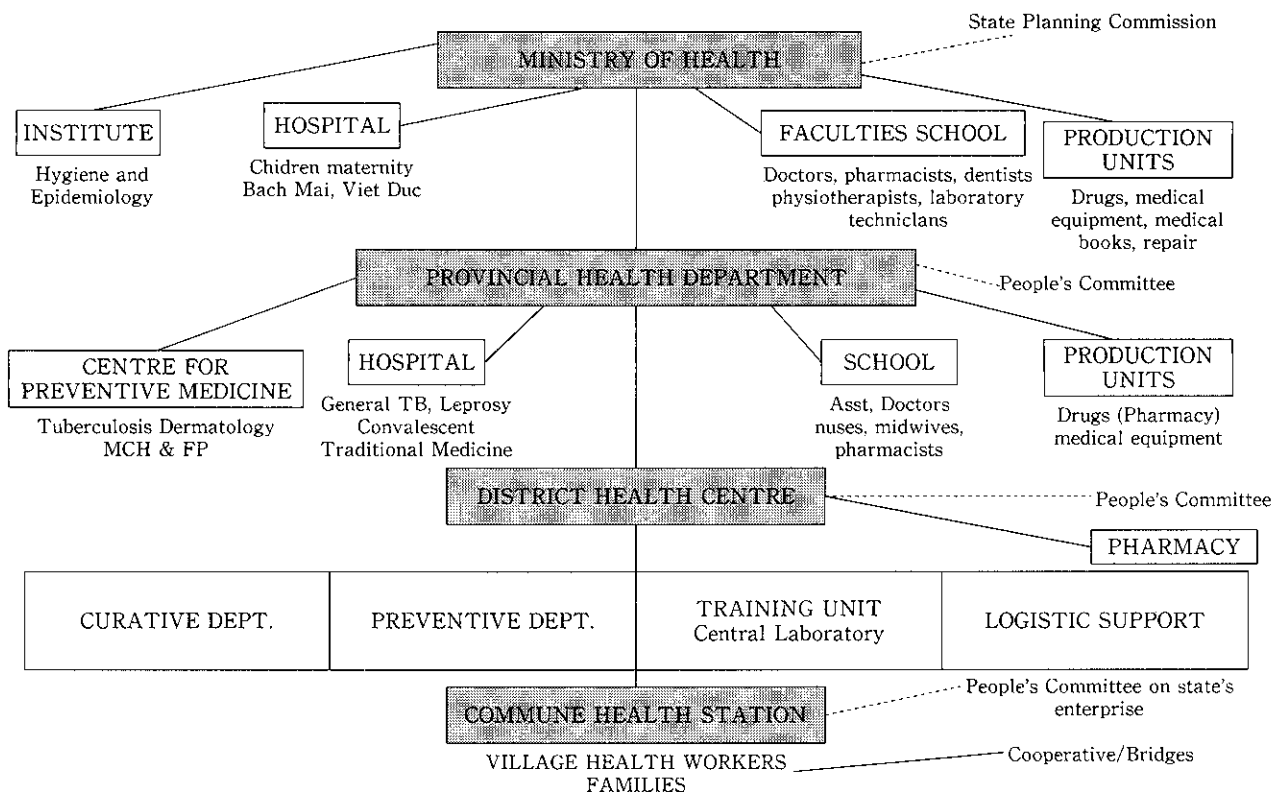 State Planning Commission
MINISTRY OF HEALTH
INSTITUTE
Hygiene and
Epidemiology
HOSPITAL
Chidren maternity
Bach Mai, Viet Duc
FACULTIES SCHOOL
Doctors, pharmacists, dentists
physiotherapists, laboratory
techniclans
PRODUCTION
UNITS
Drugs, medical
equipment, medical
books, repair
PROVINCIAL HEALTH DEPARTMENT
People's Committee
CENTRE FOR
PREVENTIVE MEDICINE
Tuberculosis Dermatology
MCH & FP
HOSPITAL
General TB, Leprosy
Convalescent
Traditional Medicine
SCHOOL
Asst, Doctors
nuses, midwives,
pharmacists
PRODUCTION
UNITS
Drugs (Pharmacy)
medical equipment
DISTRICT HEALTH CENTRE
People's Committee
PHARMACY
CURATIVE DEPT.
PREVENTIVE DEPT.
TRAINING UNIT
Central Laboratory
LOGISTIC SUPPORT
People's Committee on state's
enterprise
COMMUNE HEALTH STATION
VILLAGE HEALTH WORKERS
FAMILIES
Cooperative/Bridges